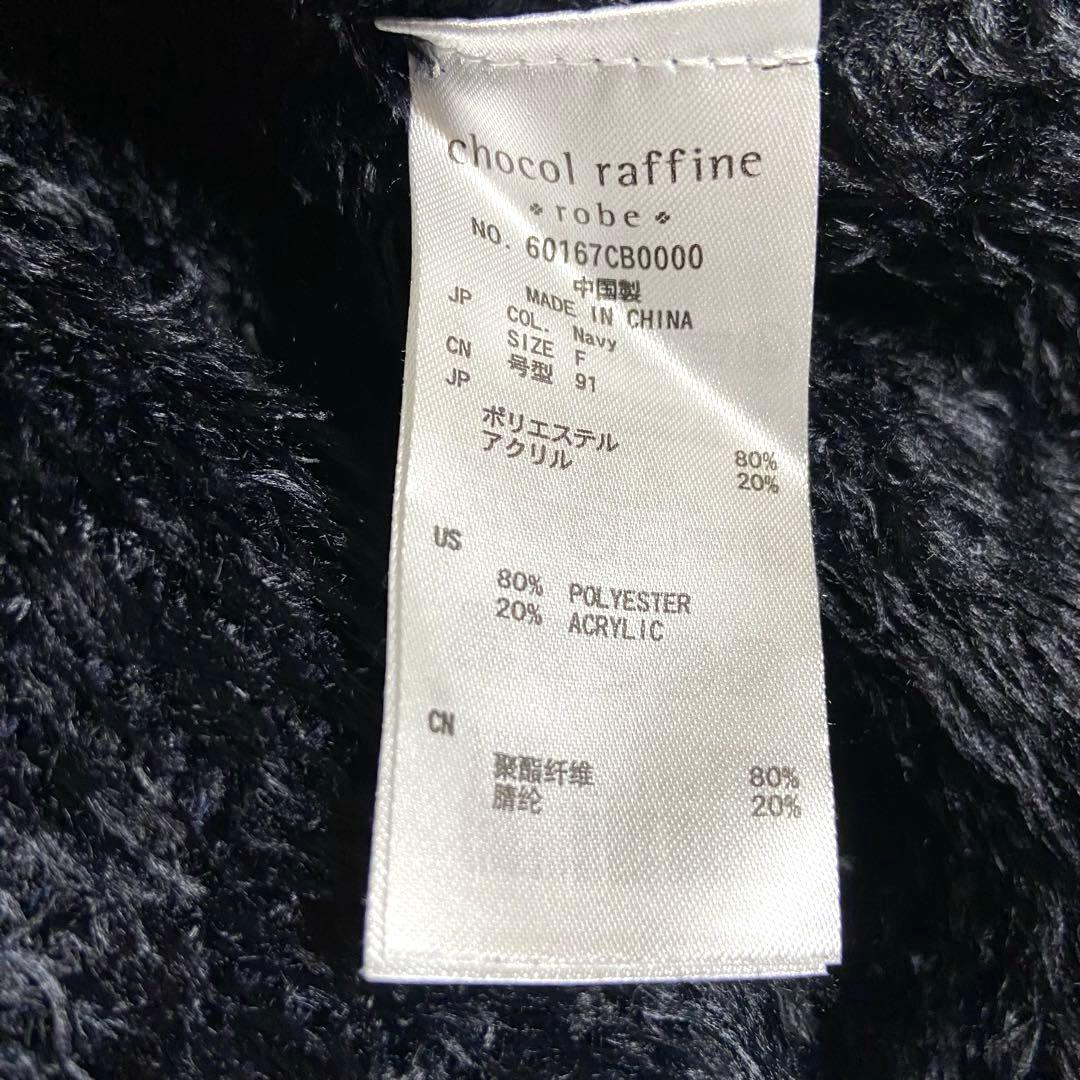 chocol raffine
robe
NO. 60167CB0000
中国製
MADE IN CHINA
JP COL. Navy
SIZE F
CN 号型 91
JP
ポリエステル 80%
アクリル 20%
US
80% POLYESTER
20% ACRYLIC
CN
聚酯纤维 80%
腈纶 20%